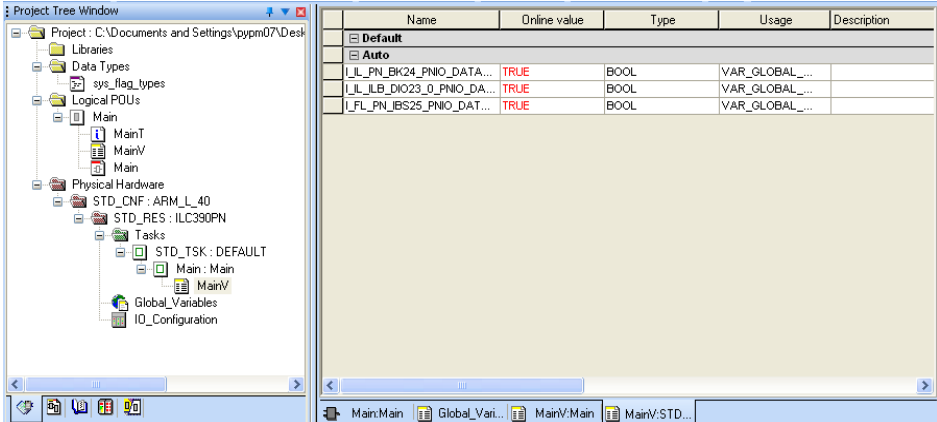 Project Tree Window
Project : C:\Documents and Settings\pypm07\Desk
Libraries
Data Types
sys_flag_types
Logical POUs
Main
MainT
MainV
Main
Physical Hardware
STD_CNF : ARM_L_40
STD_RES : ILC390PN
Tasks
STD_TSK : DEFAULT
Main : Main
MainV
Global_Variables
IO_Configuration
Name Online value Type Usage Description
Default
Auto
I_IL_PN_BK24_PNIO_DATA... TRUE BOOL VAR_GLOBAL_...
I_IL_ILB_DIO23_0_PNIO_DA... TRUE BOOL VAR_GLOBAL_...
I_FL_PN_IBS25_PNIO_DAT... TRUE BOOL VAR_GLOBAL_...
Main:Main Global_Vari... MainV:Main MainV:STD...